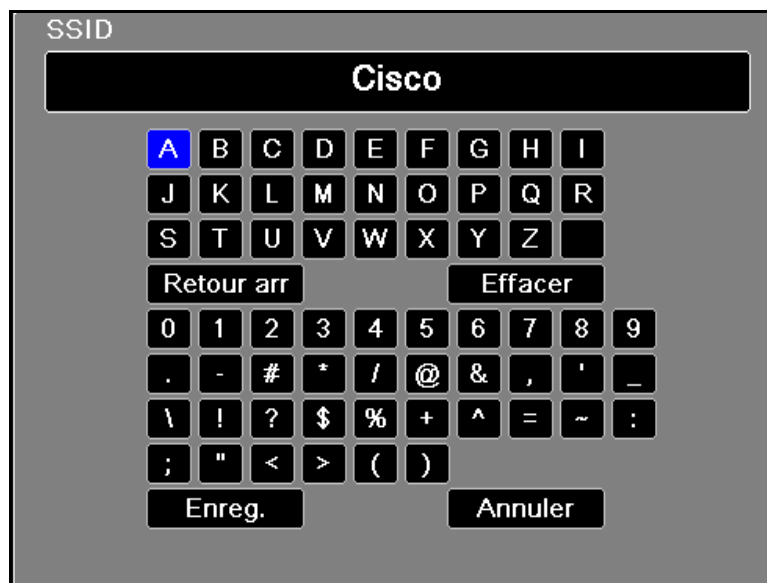 SSID
Cisco
A B C D E F G H I
J K L M N O P Q R
S T U V W X Y Z
Retour arr Effacer
0 1 2 3 4 5 6 7 8 9
. - # * / @ & , ' _
\ ! ? $ % + ^ = ~ :
; " < > ( )
Enreg. Annuler